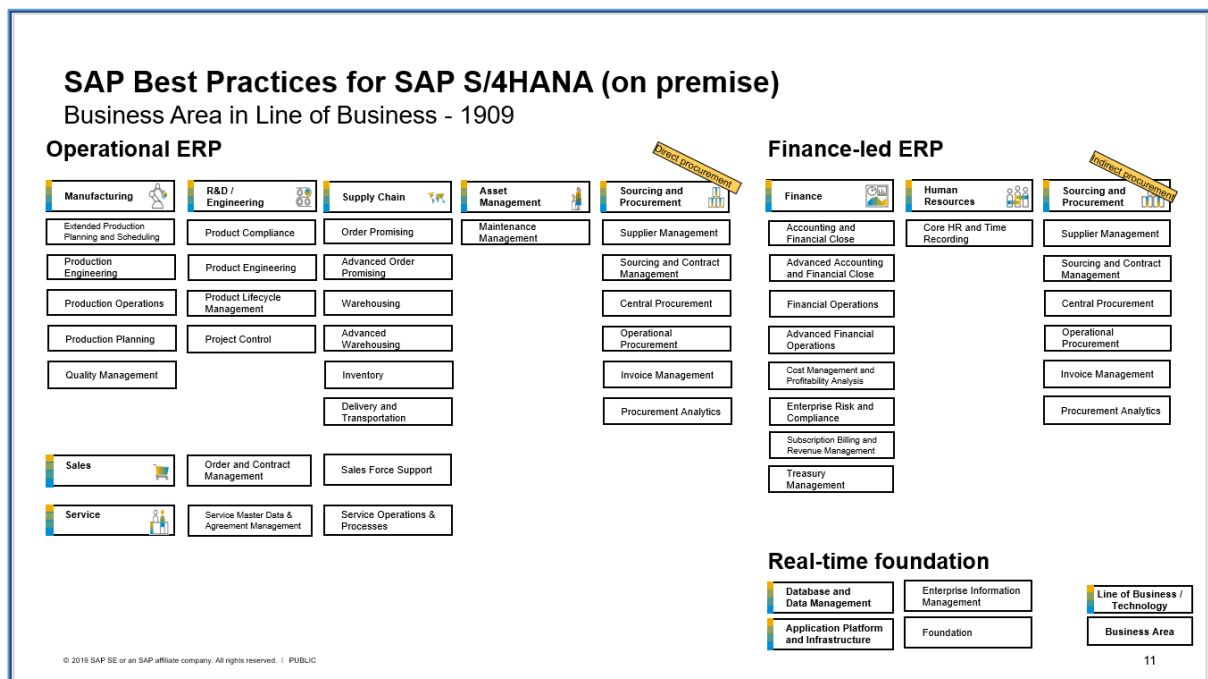 SAP Best Practices for SAP S/4HANA (on premise)
Business Area in Line of Business - 1909
Operational ERP
Direct procurement
Manufacturing
Extended Production
Planning and Scheduling
Production
Engineering
Production Operations
Production Planning
Quality Management
R&D /
Engineering
Product Compliance
Product Engineering
Product Lifecycle
Management
Project Control
Supply Chain
Order Promising
Advanced Order
Promising
Warehousing
Advanced
Warehousing
Inventory
Delivery and
Transportation
Asset
Management
Maintenance
Management
Sourcing and
Procurement
Supplier Management
Sourcing and Contract
Management
Central Procurement
Operational
Procurement
Invoice Management
Procurement Analytics
Sales
Order and Contract
Management
Sales Force Support
Service
Service Master Data &
Agreement Management
Service Operations &
Processes
Finance-led ERP
Indirect procurement
Finance
Accounting and
Financial Close
Advanced Accounting
and Financial Close
Financial Operations
Advanced Financial
Operations
Cost Management and
Profitability Analysis
Enterprise Risk and
Compliance
Subscription Billing and
Revenue Management
Treasury
Management
Human
Resources
Core HR and Time
Recording
Sourcing and
Procurement
Supplier Management
Sourcing and Contract
Management
Central Procurement
Operational
Procurement
Invoice Management
Procurement Analytics
Real-time foundation
Database and
Data Management
Enterprise Information
Management
Application Platform
and Infrastructure
Foundation
Line of Business /
Technology
Business Area
© 2019 SAP SE or an SAP affiliate company. All rights reserved. | PUBLIC
11